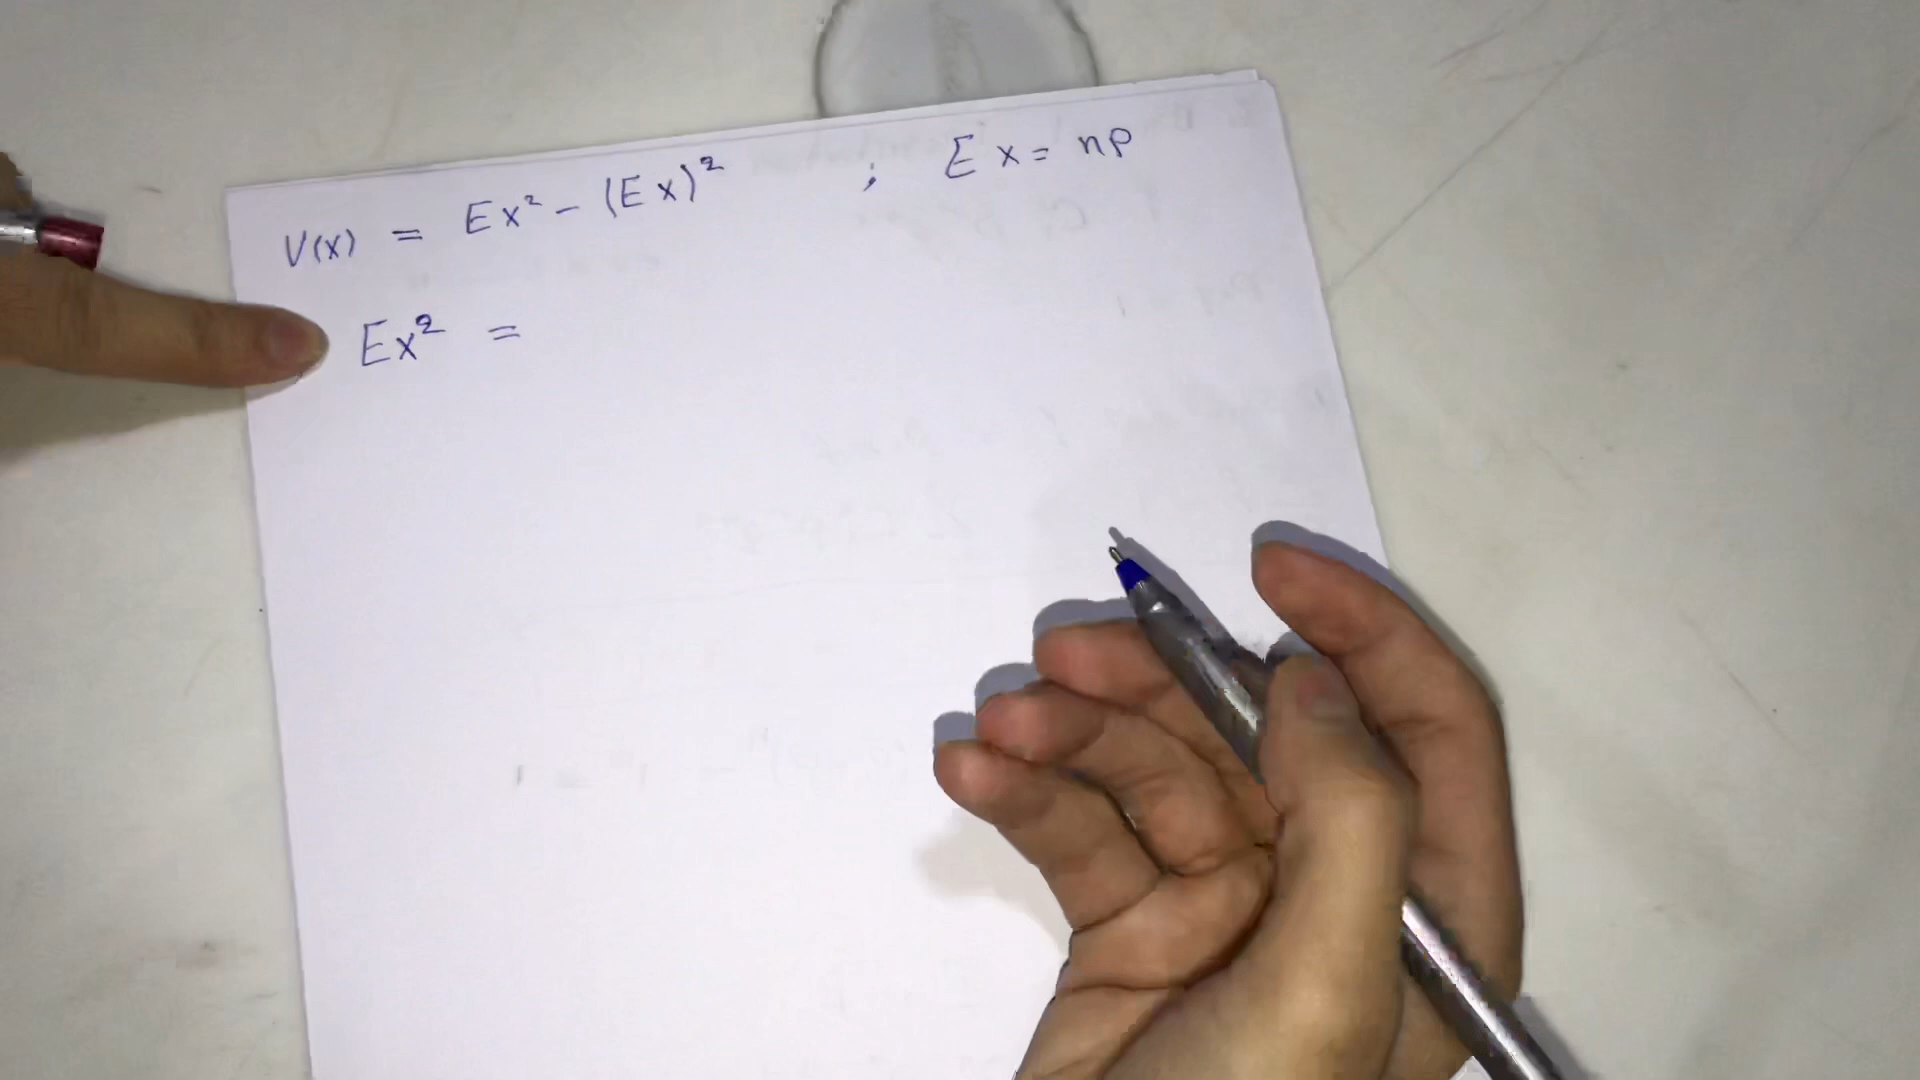 V(x) = Ex² - (Ex)² ; Ex = np
Ex² =